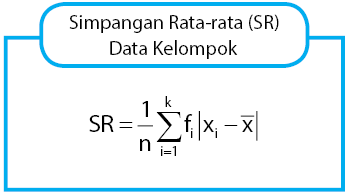 Simpangan Rata-rata (SR)
Data Kelompok
SR = 1/n ∑_{i=1}^{k} f_i |x_i − x̅|